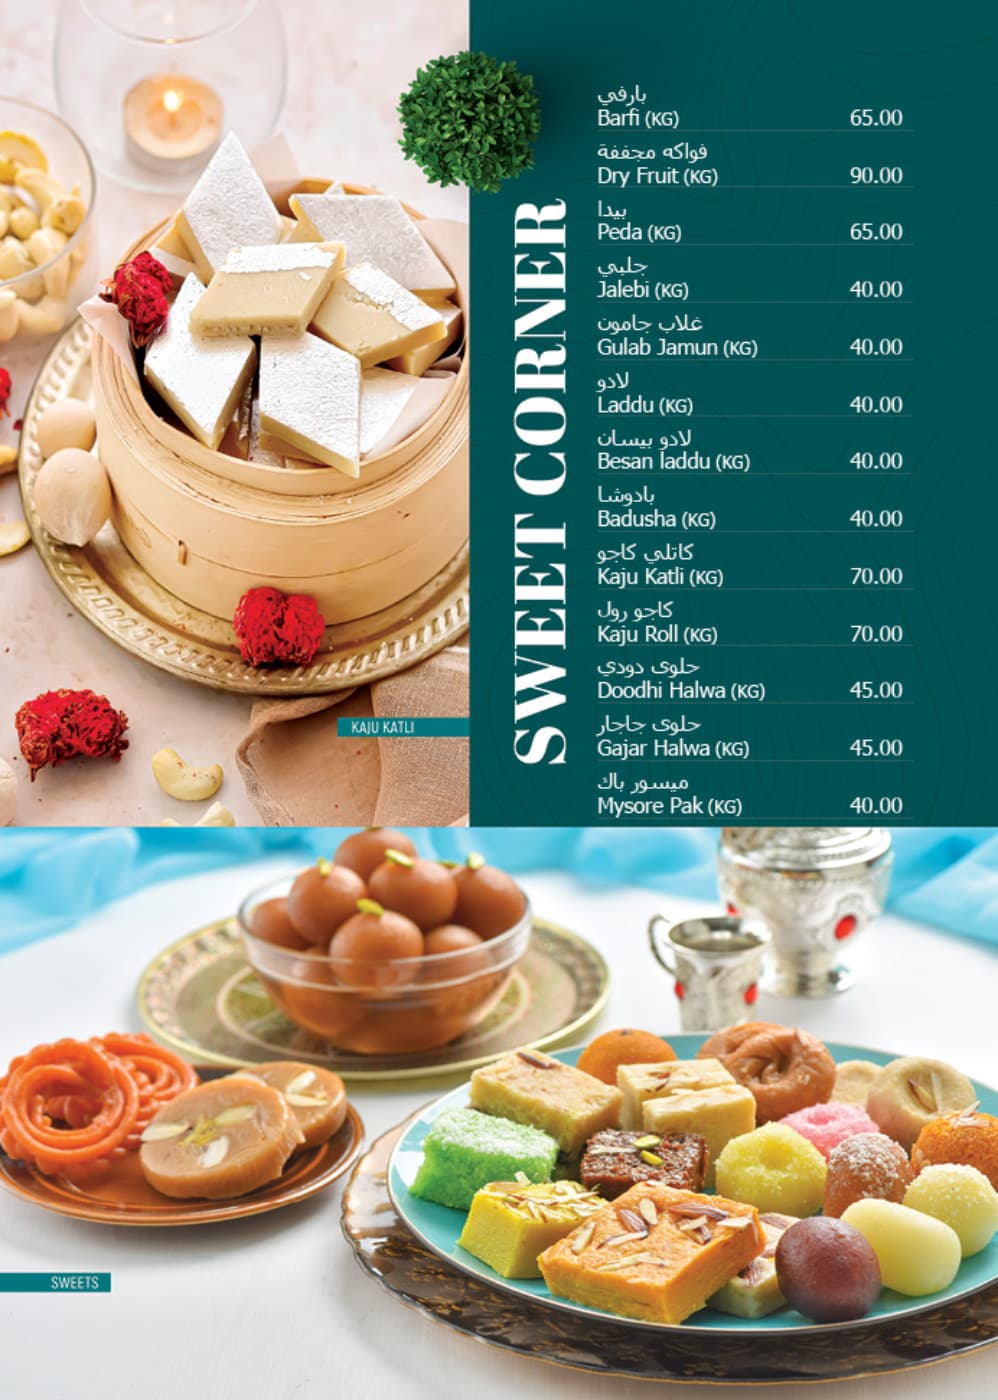 SWEET CORNER
بارفي
Barfi (KG) 65.00
فواكه مجففة
Dry Fruit (KG) 90.00
بيدا
Peda (KG) 65.00
جلبي
Jalebi (KG) 40.00
غلاب جامون
Gulab Jamun (KG) 40.00
لادو
Laddu (KG) 40.00
لادو بيسان
Besan laddu (KG) 40.00
بادوشا
Badusha (KG) 40.00
كاتلي كاجو
Kaju Katli (KG) 70.00
كاجو رول
Kaju Roll (KG) 70.00
حلوى دودي
Doodhi Halwa (KG) 45.00
حلوى جاجار
Gajar Halwa (KG) 45.00
ميسور باك
Mysore Pak (KG) 40.00
KAJU KATLI
SWEETS